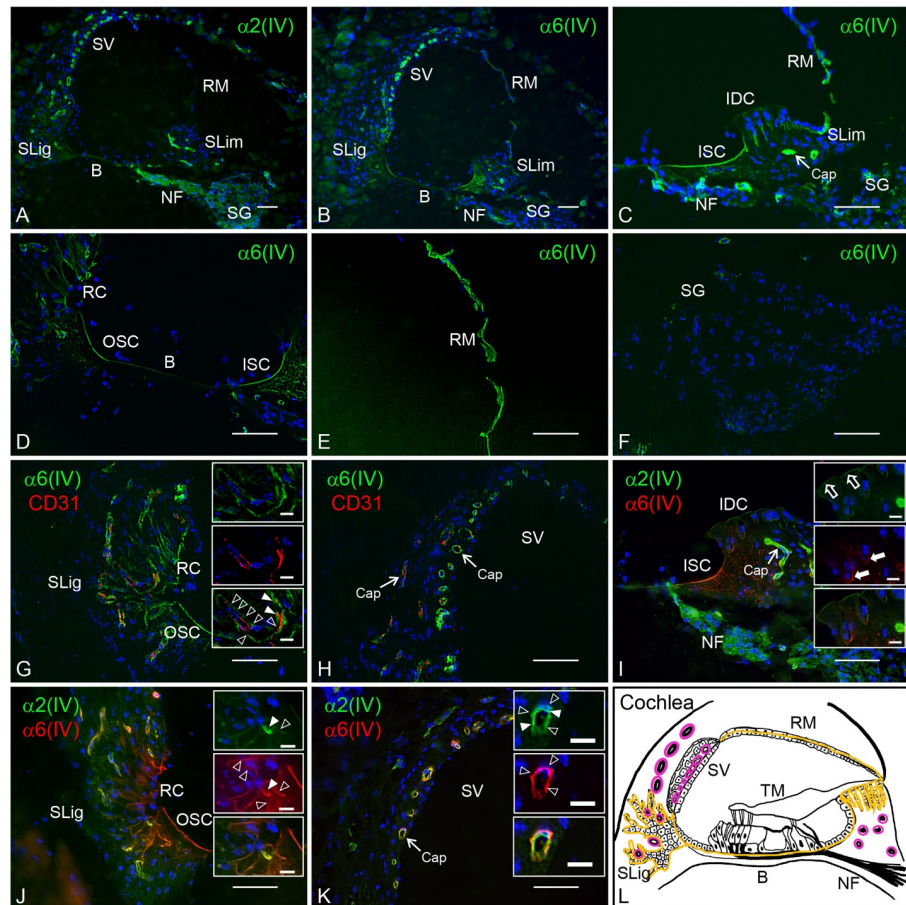 α2(IV)
SV
RM
SLig
SLim
B
NF
SG
A
α6(IV)
SV
RM
SLig
SLim
B
NF
SG
B
α6(IV)
RM
IDC
SLim
ISC
Cap
SG
NF
C
α6(IV)
RC
OSC
B
ISC
D
α6(IV)
RM
E
α6(IV)
SG
F
α6(IV)
CD31
SLig
RC
OSC
G
α6(IV)
CD31
SV
Cap
Cap
H
α2(IV)
α6(IV)
IDC
ISC
Cap
NF
I
α2(IV)
α6(IV)
RC
SLig
OSC
J
α2(IV)
α6(IV)
SV
Cap
K
Cochlea
RM
SV
TM
SLig
B
NF
L